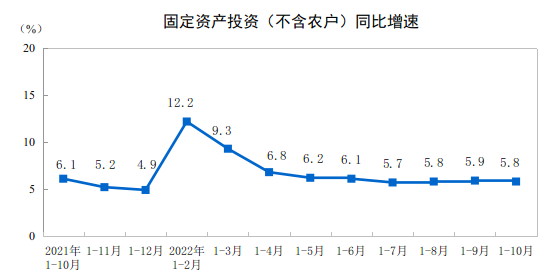 固定资产投资（不含农户）同比增速
(%)
20
15
10
5
0
6.1
5.2
4.9
12.2
9.3
6.8
6.2
6.1
5.7
5.8
5.9
5.8
2021年
1-10月
1-11月
1-12月
2022年
1-2月
1-3月
1-4月
1-5月
1-6月
1-7月
1-8月
1-9月
1-10月